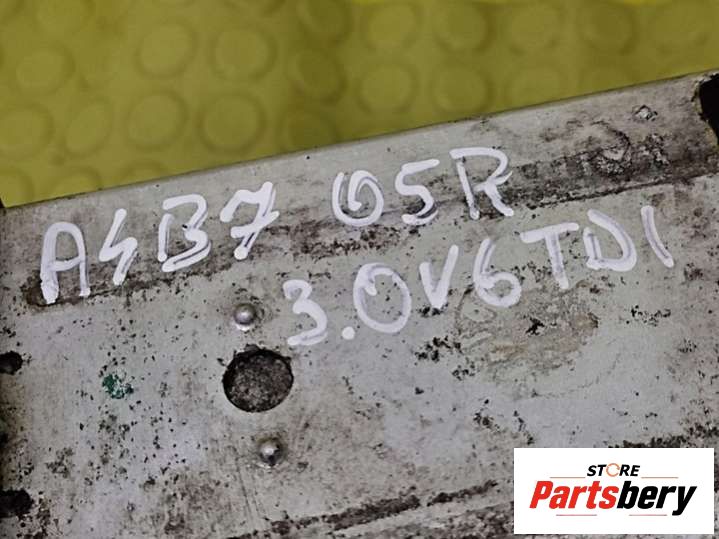 A4B7 05R
3.0V6TDI
STORE
Partsbery